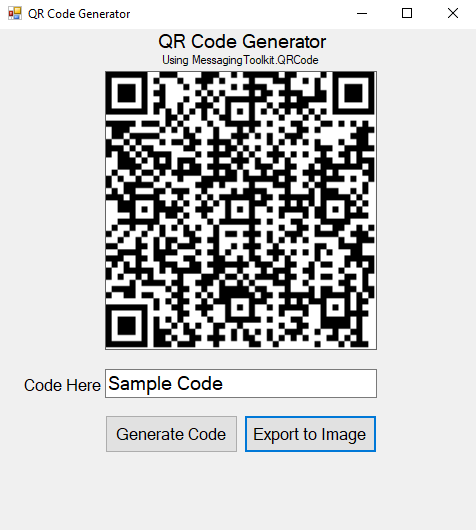 QR Code Generator
QR Code Generator
Using MessagingToolkit.QRCode
Code Here
Sample Code
Generate Code
Export to Image